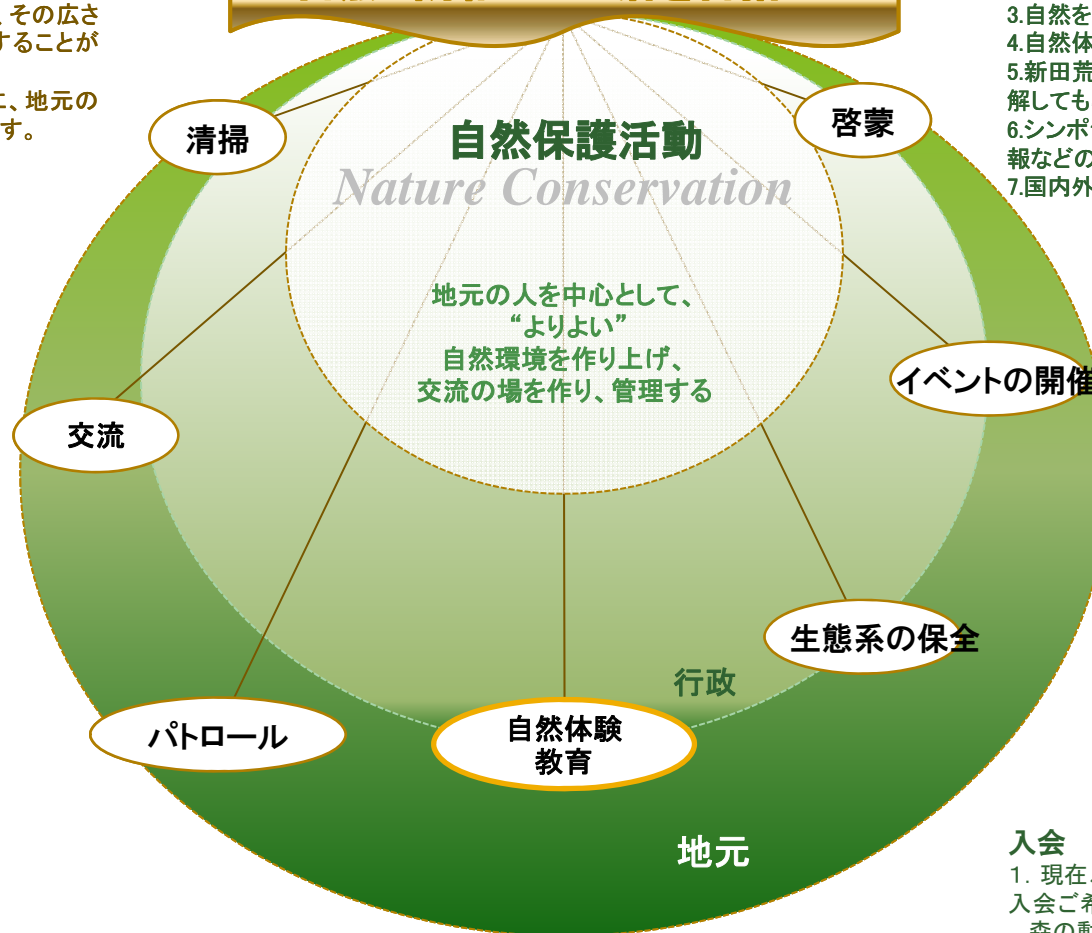 、その広さ
することが
、地元の
す。
3.自然を
4.自然体
5.新田荒
解しても
6.シンポ
報などの
7.国内外
清掃
啓蒙
自然保護活動
Nature Conservation
地元の人を中心として、
“よりよい”
自然環境を作り上げ、
交流の場を作り、管理する
イベントの開催
交流
生態系の保全
行政
パトロール
自然体験
教育
地元
入会
1. 現在
入会ご希